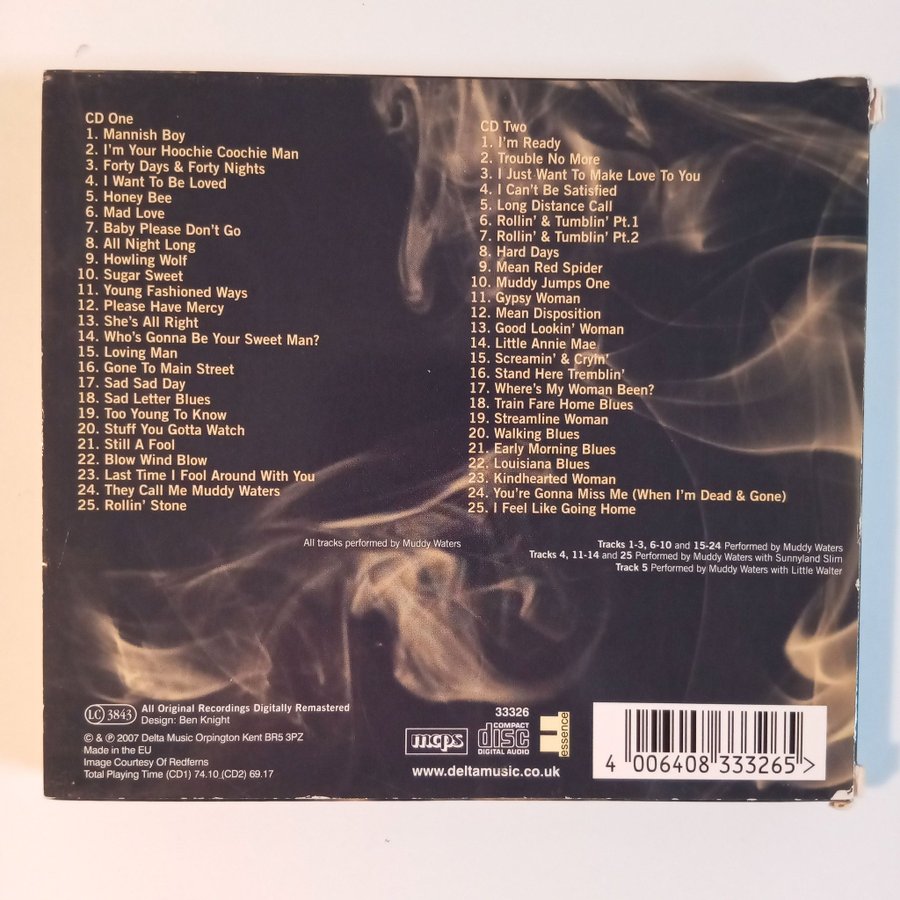 CD One
1. Mannish Boy
2. I'm Your Hoochie Coochie Man
3. Forty Days & Forty Nights
4. I Want To Be Loved
5. Honey Bee
6. Mad Love
7. Baby Please Don't Go
8. All Night Long
9. Howling Wolf
10. Sugar Sweet
11. Young Fashioned Ways
12. Please Have Mercy
13. She's All Right
14. Who's Gonna Be Your Sweet Man?
15. Loving Man
16. Gone To Main Street
17. Sad Sad Day
18. Sad Letter Blues
19. Too Young To Know
20. Stuff You Gotta Watch
21. Still A Fool
22. Blow Wind Blow
23. Last Time I Fool Around With You
24. They Call Me Muddy Waters
25. Rollin' Stone
All tracks performed by Muddy Waters
CD Two
1. I'm Ready
2. Trouble No More
3. I Just Want To Make Love To You
4. I Can't Be Satisfied
5. Long Distance Call
6. Rollin' & Tumblin' Pt.1
7. Rollin' & Tumblin' Pt.2
8. Hard Days
9. Mean Red Spider
10. Muddy Jumps One
11. Gypsy Woman
12. Mean Disposition
13. Good Lookin' Woman
14. Little Annie Mae
15. Screamin' & Cryin'
16. Stand Here Tremblin'
17. Where's My Woman Been?
18. Train Fare Home Blues
19. Streamline Woman
20. Walking Blues
21. Early Morning Blues
22. Louisiana Blues
23. Kindhearted Woman
24. You're Gonna Miss Me (When I'm Dead & Gone)
25. I Feel Like Going Home
Tracks 1-3, 6-10 and 15-24 Performed by Muddy Waters
Tracks 4, 11-14 and 25 Performed by Muddy Waters with Sunnyland Slim
Track 5 Performed by Muddy Waters with Little Walter
LC 3843
All Original Recordings Digitally Remastered
Design: Ben Knight
© & ℗ 2007 Delta Music Orpington Kent BR5 3PZ
Made in the EU
Image Courtesy Of Redferns
Total Playing Time (CD1) 74.10 (CD2) 69.17
33326
mcps
COMPACT
disc
DIGITAL AUDIO
essence
www.deltamusic.co.uk
4 006408 333265 >